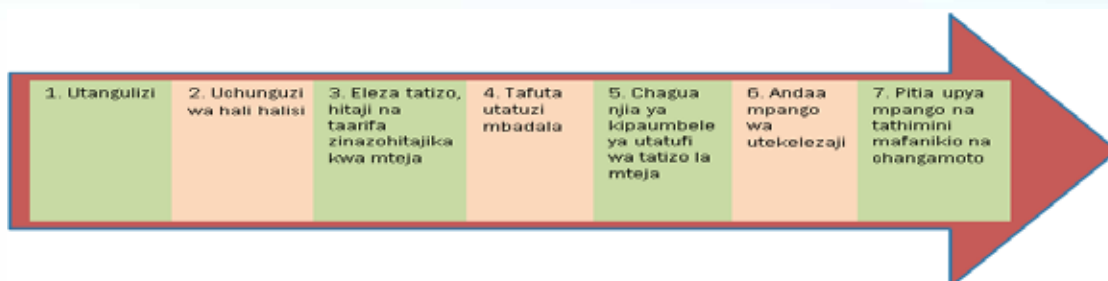 1. Utangulizi
2. Uchunguzi
wa hali halisi
3. Eleza tatizo,
hitaji na
taarifa
zinazohitajika
kwa mteja
4. Tafuta
utatuzi
mbadala
5. Chagua
njia ya
kipaumbele
ya utatufi
wa tatizo la
mteja
6. Andaa
mpango
wa
utekelezaji
7. Pitia upya
mpango na
tathimini
mafanikio na
changamoto